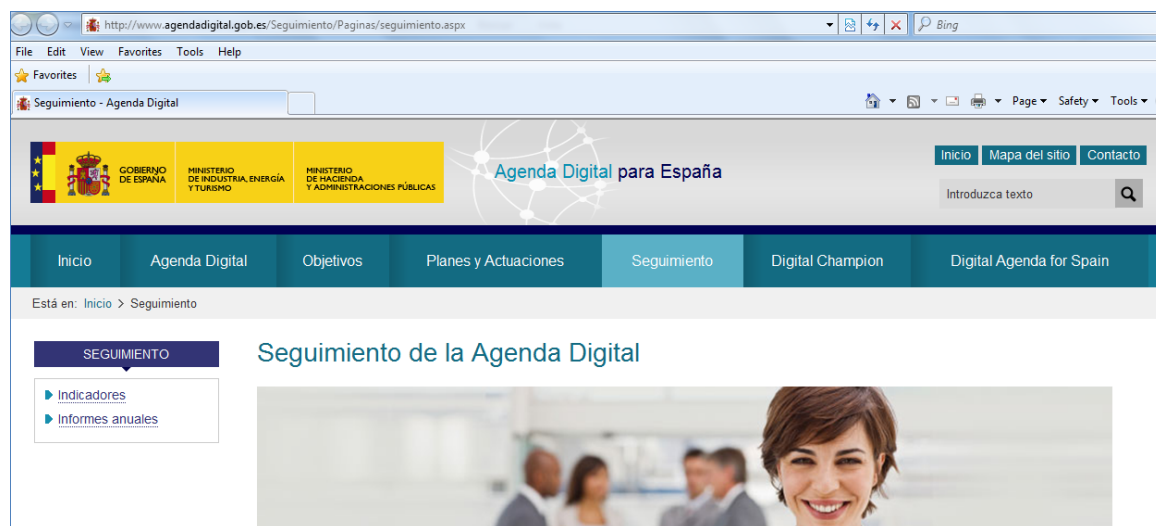 http://www.agendadigital.gob.es/Seguimiento/Paginas/seguimiento.aspx
Bing
File Edit View Favorites Tools Help
Favorites
Seguimiento - Agenda Digital
Page Safety Tools
GOBIERNO
DE ESPAÑA
MINISTERIO
DE INDUSTRIA, ENERGÍA
Y TURISMO
MINISTERIO
DE HACIENDA
Y ADMINISTRACIONES PÚBLICAS
Agenda Digital para España
Inicio Mapa del sitio Contacto
Introduzca texto
Inicio Agenda Digital Objetivos Planes y Actuaciones Seguimiento Digital Champion Digital Agenda for Spain
Está en: Inicio > Seguimiento
SEGUIMIENTO
Indicadores
Informes anuales
Seguimiento de la Agenda Digital